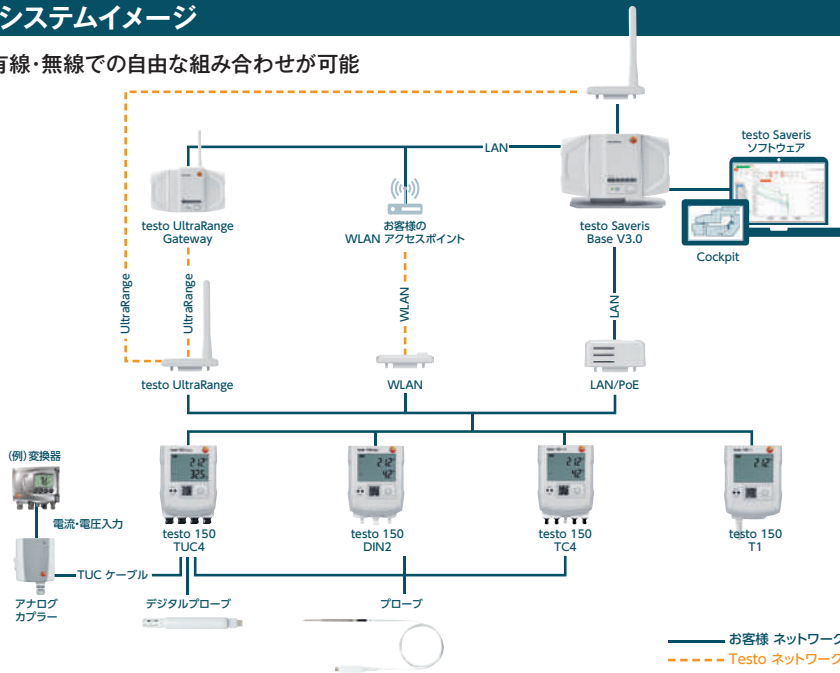 システムイメージ
有線・無線での自由な組み合わせが可能
LAN
testo Saveris
ソフトウェア
testo UltraRange
Gateway
お客様の
WLAN アクセスポイント
testo Saveris
Base V3.0
Cockpit
UltraRange
UltraRange
WLAN
LAN
testo UltraRange
WLAN
LAN/PoE
(例)変換器
電流・電圧入力
testo 150
TUC4
testo 150
DIN2
testo 150
TC4
testo 150
T1
TUC ケーブル
アナログ
カプラー
デジタルプローブ
プローブ
お客様 ネットワーク
Testo ネットワーク